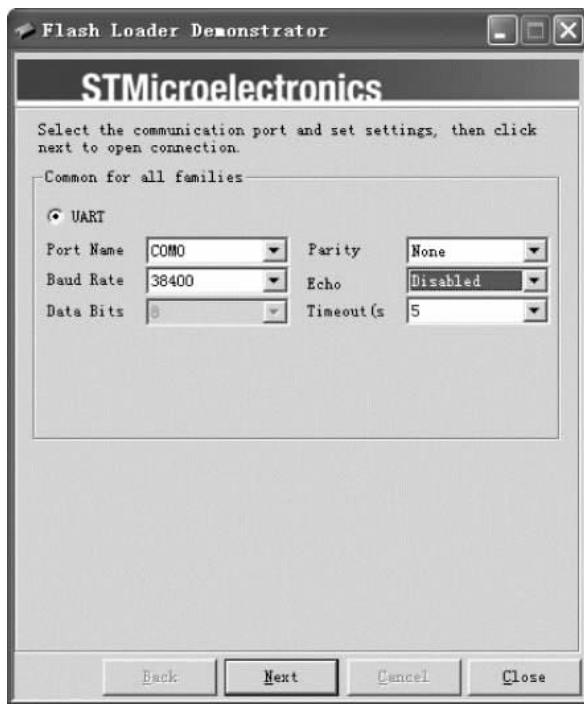 Flash Loader Demonstrator
STMicroelectronics
Select the communication port and set settings, then click
next to open connection.
Common for all families
UART
Port Name COM0 Parity None
Baud Rate 38400 Echo Disabled
Data Bits 8 Timeout(s 5
Back Next Cancel Close